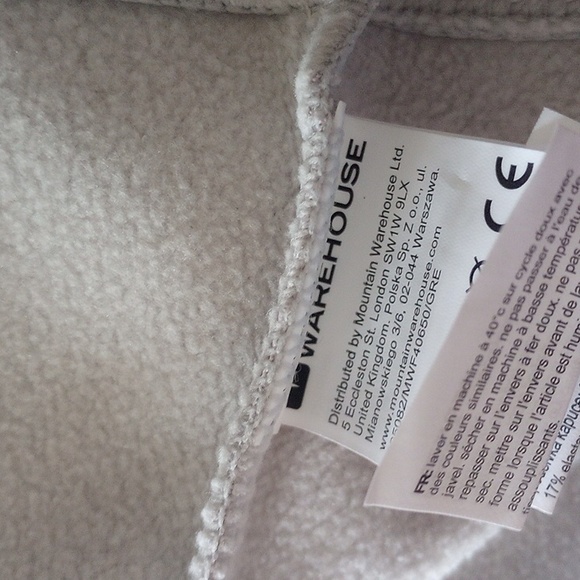 WAREHOUSE
Distributed by Mountain Warehouse Ltd.
5 Eccleston St. London SW1W 9LX
United Kingdom. Polska Sp. Z o.o., ul.
Mianowskiego 3/6, 02-044 Warszawa.
www.mountainwarehouse.com
CE
FR: laver en machine à 40°c sur cycle doux avec
des couleurs similaires. ne pas passer à l'eau de
javel. sécher en machine à basse température
repasser sur l'envers à fer doux. ne pas
sec. mettre sur l'envers avant de
forme lorsque l'article est
assouplissants.
17%